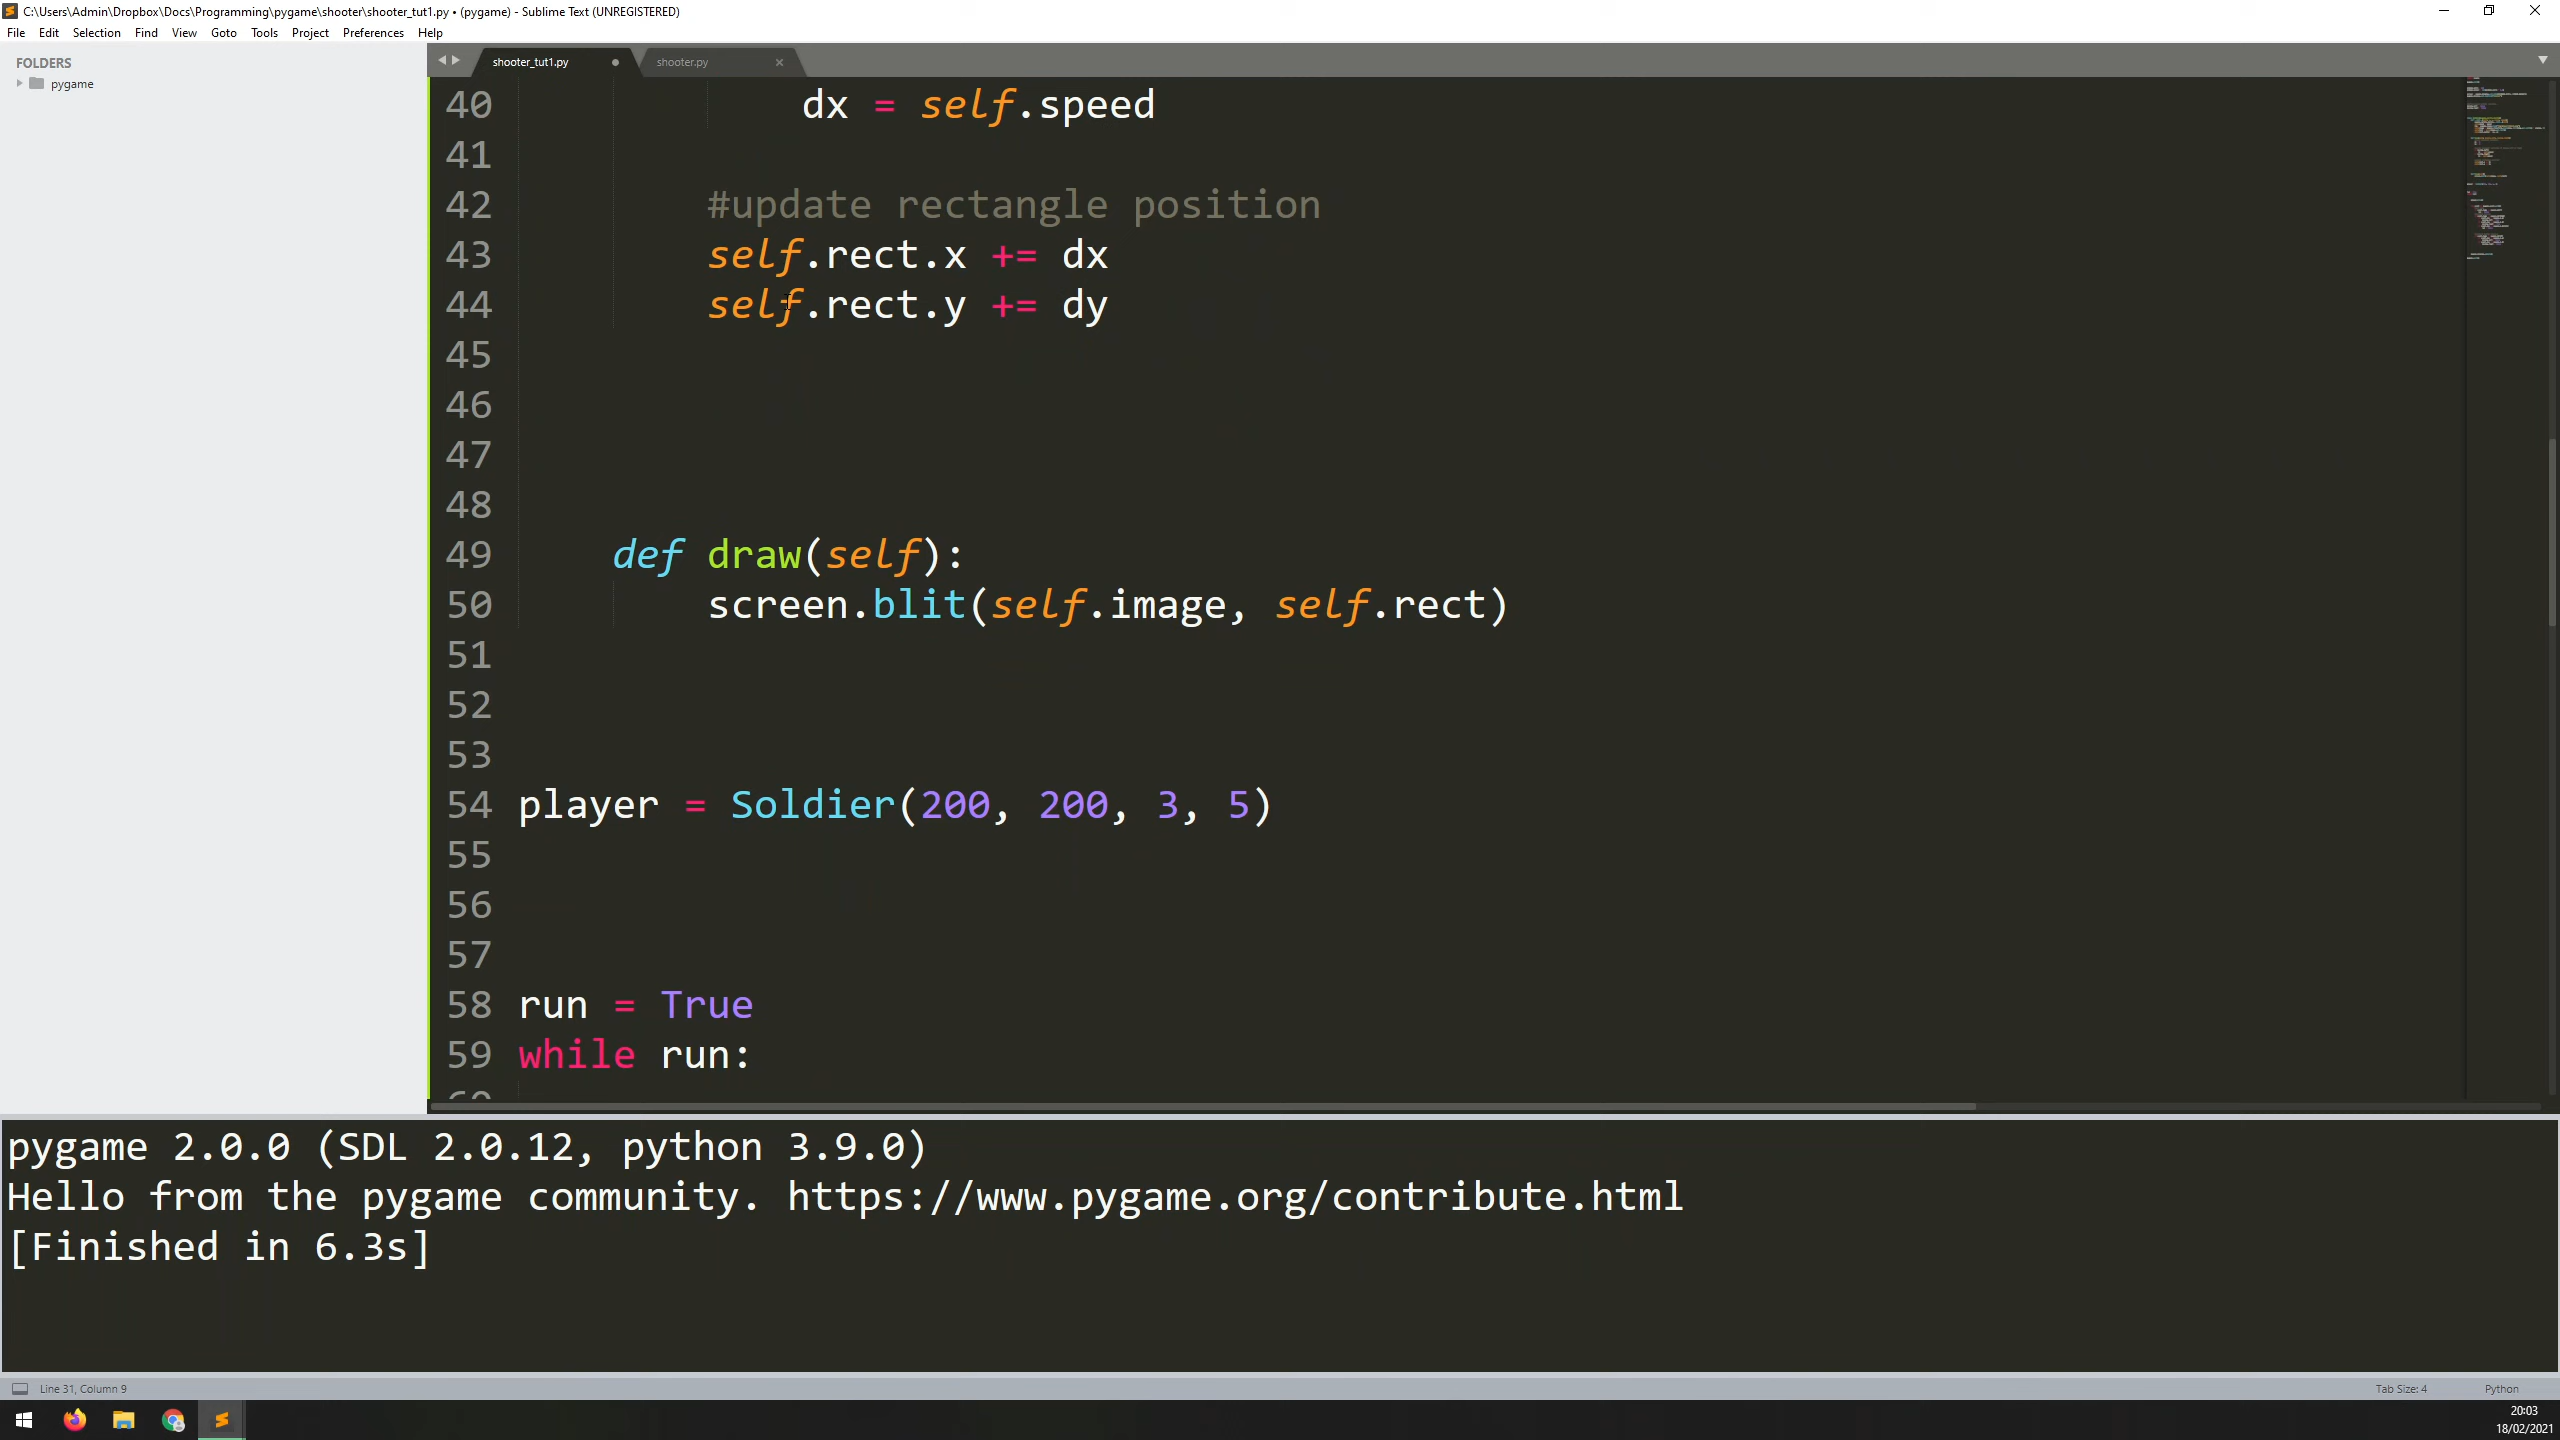 C:\Users\Admin\Dropbox\Docs\Programming\pygame\shooter\shooter_tut1.py • (pygame) - Sublime Text (UNREGISTERED)
File Edit Selection Find View Goto Tools Project Preferences Help
FOLDERS
pygame
shooter_tut1.py
shooter.py
40 dx = self.speed
41
42 #update rectangle position
43 self.rect.x += dx
44 self.rect.y += dy
45
46
47
48
49 def draw(self):
50 screen.blit(self.image, self.rect)
51
52
53
54 player = Soldier(200, 200, 3, 5)
55
56
57
58 run = True
59 while run:
60
pygame 2.0.0 (SDL 2.0.12, python 3.9.0)
Hello from the pygame community. https://www.pygame.org/contribute.html
[Finished in 6.3s]
Line 31, Column 9
Tab Size: 4
Python
20:03
18/02/2021